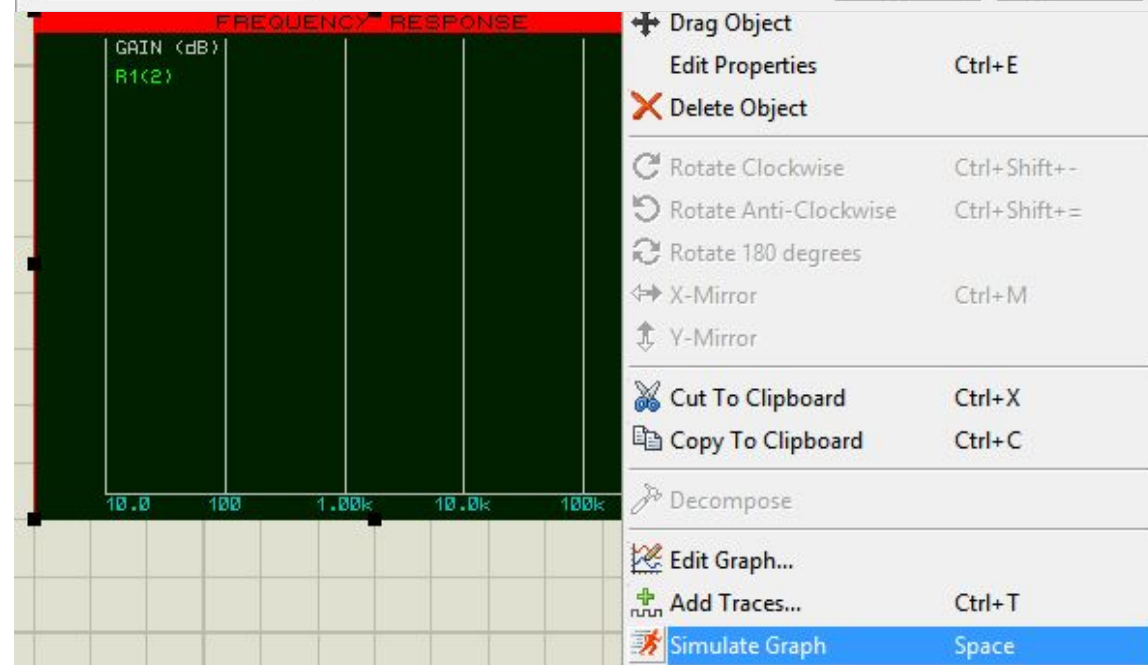 FREQUENCY RESPONSE
GAIN (dB)
R1(2)
10.0 100 1.00k 10.0k 100k
Drag Object
Edit Properties Ctrl+E
Delete Object
Rotate Clockwise Ctrl+Shift+-
Rotate Anti-Clockwise Ctrl+Shift+=
Rotate 180 degrees
X-Mirror Ctrl+M
Y-Mirror
Cut To Clipboard Ctrl+X
Copy To Clipboard Ctrl+C
Decompose
Edit Graph...
Add Traces... Ctrl+T
Simulate Graph Space